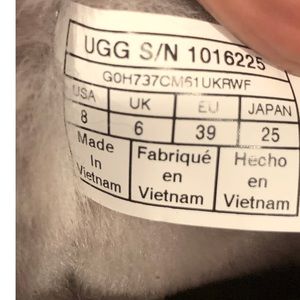 UGG S/N 1016225
G0H737CM61UKRWF
USA UK EU JAPAN
8 6 39 25
Made Fabriqué Hecho
In en en
Vietnam Vietnam Vietnam